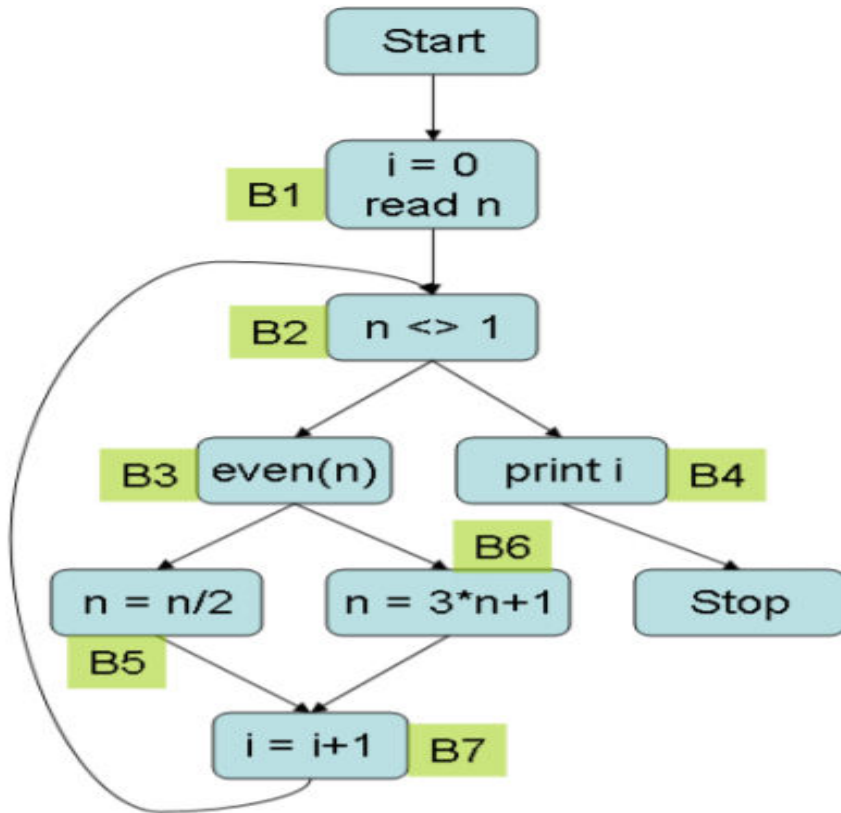 Start
B1
i = 0
read n
B2
n <> 1
B3
even(n)
print i
B4
B6
n = n/2
n = 3*n+1
Stop
B5
i = i+1
B7